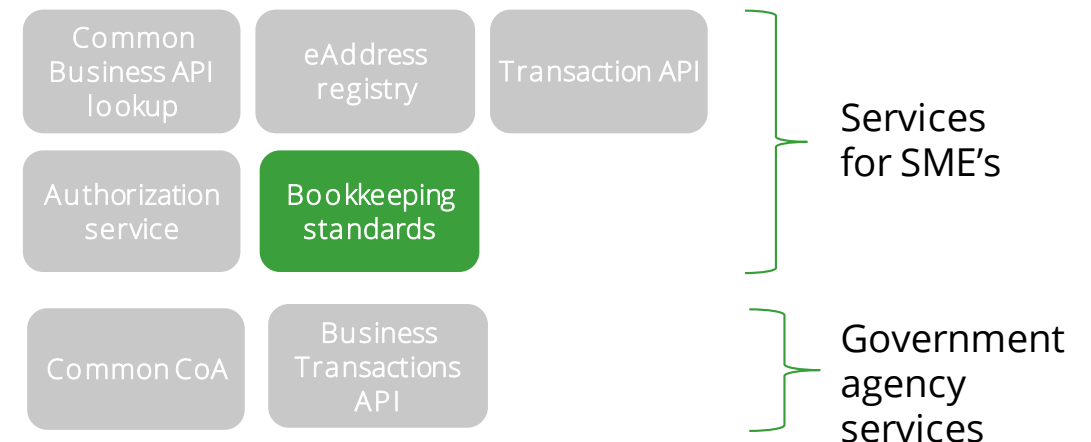 Common
Business API
lookup
eAddress
registry
Transaction API
Services
for SME’s
Authorization
service
Bookkeeping
standards
Common CoA
Business
Transactions
API
Government
agency
services